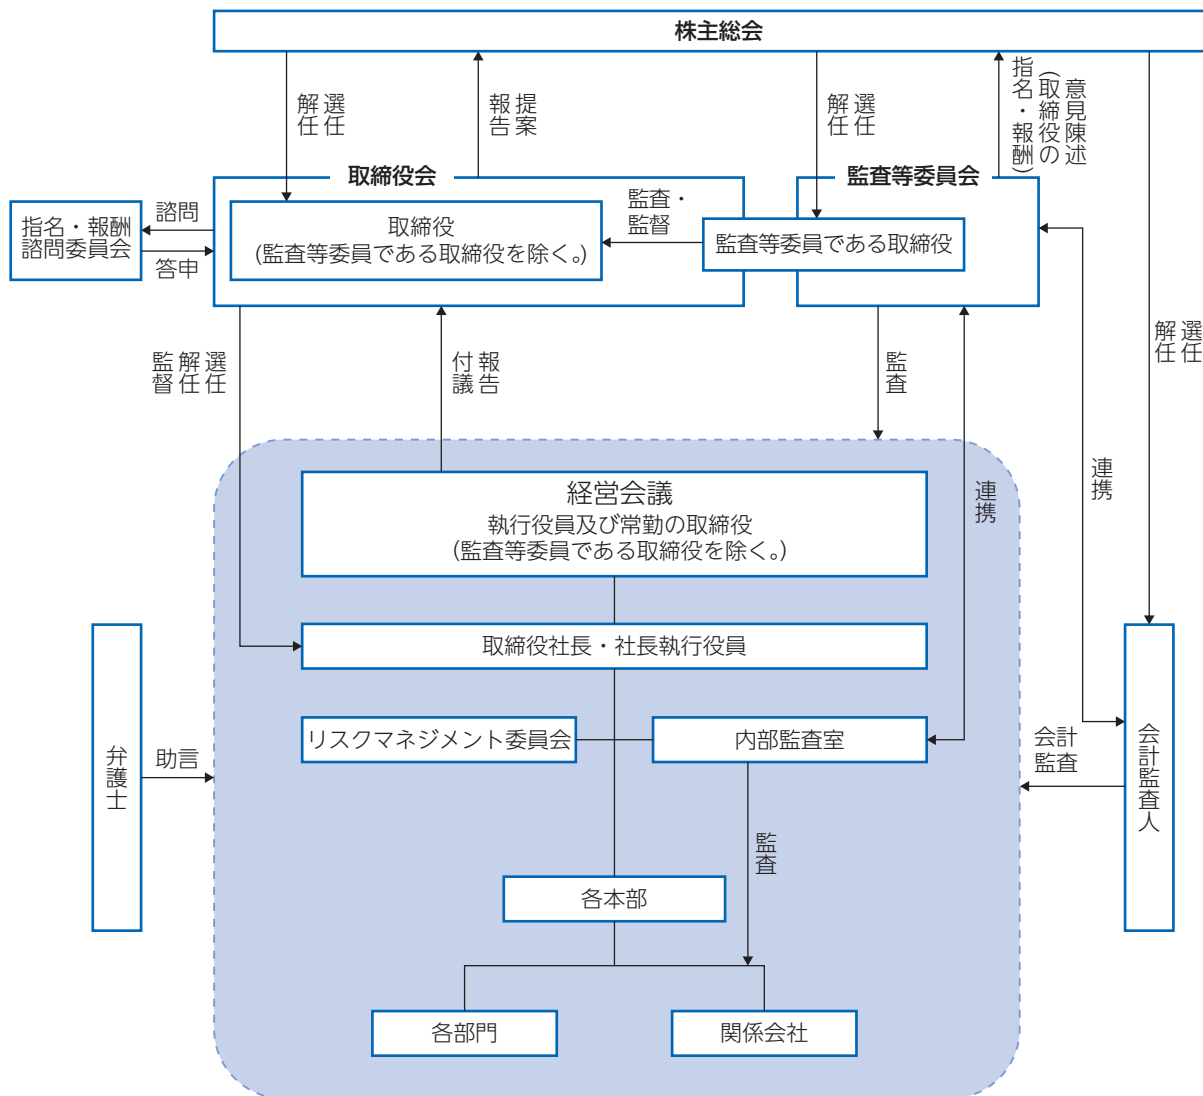 株主総会
選任
解任
提案
報告
選任
解任
意見陳述
(取締役の
指名・報酬)
取締役会
監査等委員会
指名・報酬
諮問委員会
諮問
答申
取締役
(監査等委員である取締役を除く。)
監査・
監督
監査等委員である取締役
選任
解任
監督
報告
付議
監査
選任
解任
連携
連携
経営会議
執行役員及び常勤の取締役
(監査等委員である取締役を除く。)
取締役社長・社長執行役員
リスクマネジメント委員会
内部監査室
弁護士
助言
会計
監査
会計監査人
監査
各本部
各部門
関係会社